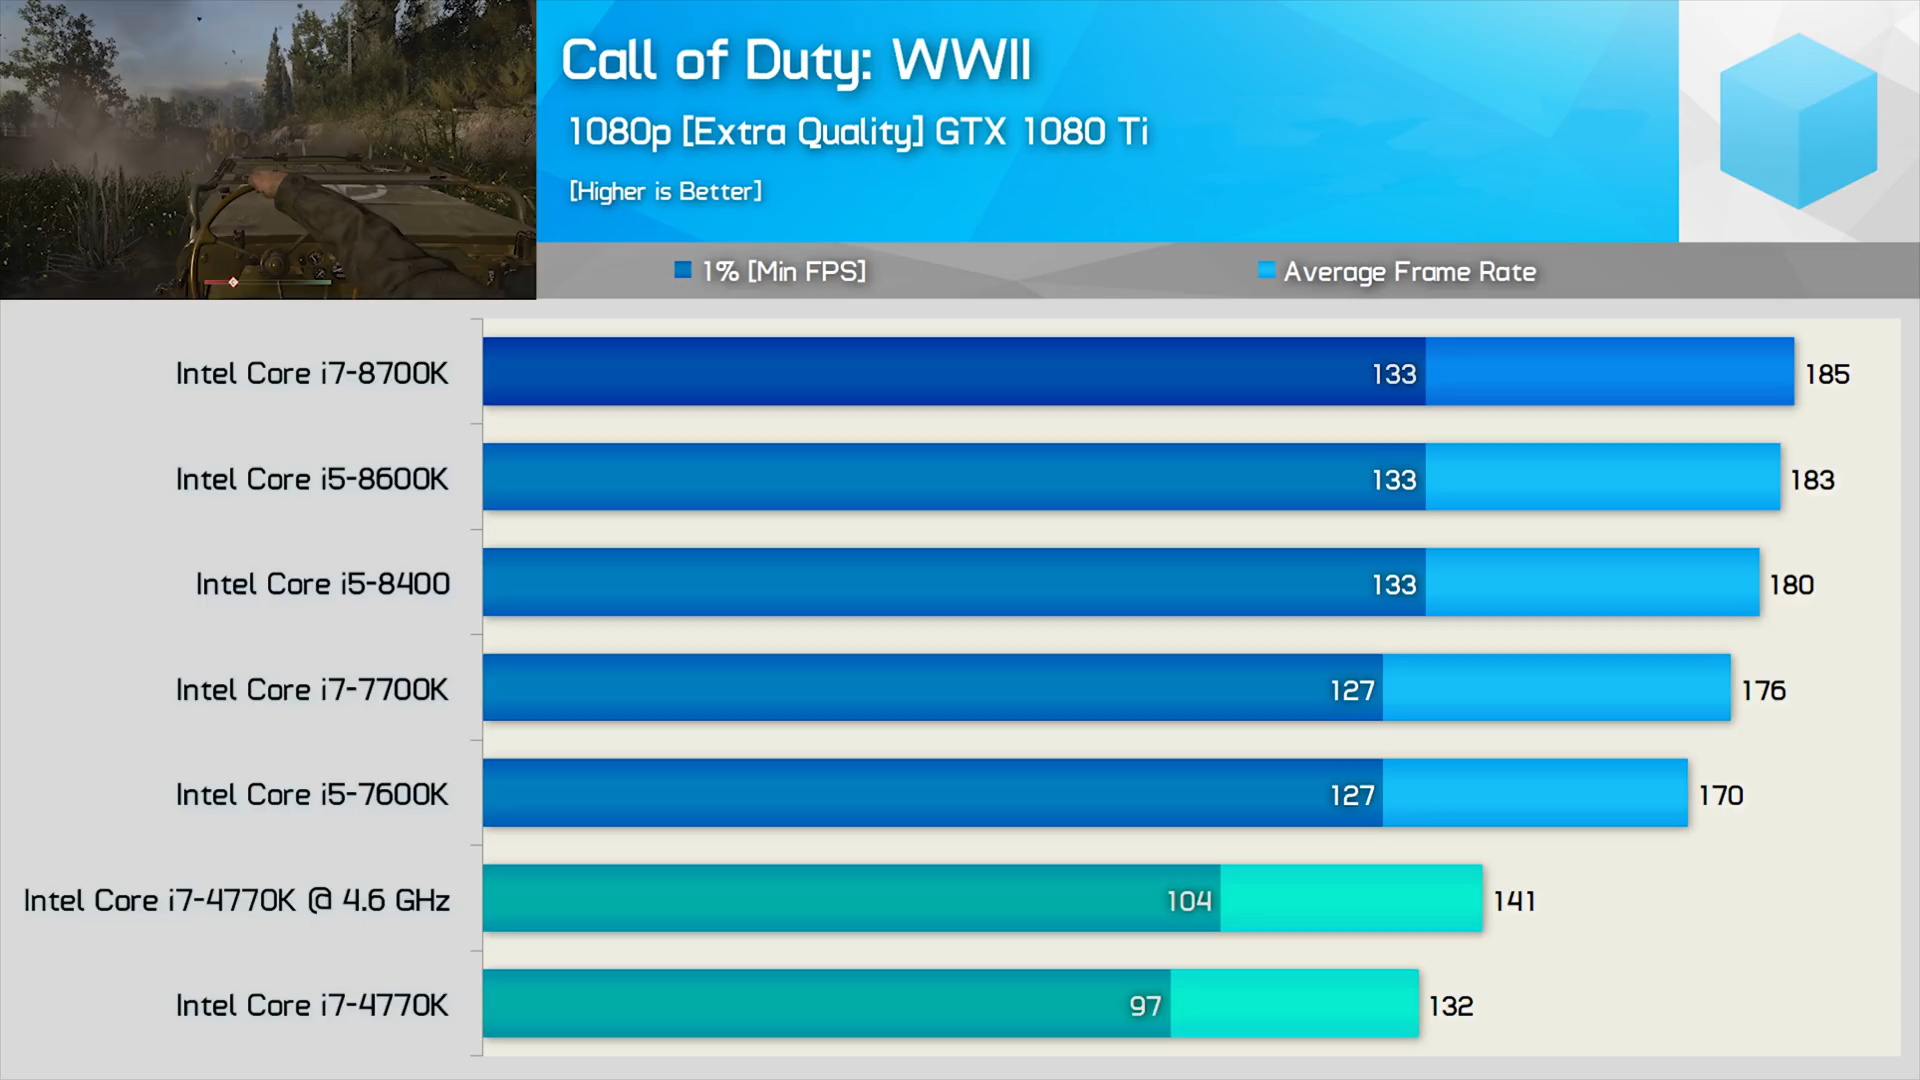 Call of Duty: WWII
1080p [Extra Quality] GTX 1080 Ti
[Higher is Better]
1% [Min FPS] Average Frame Rate
Intel Core i7-8700K 133 185
Intel Core i5-8600K 133 183
Intel Core i5-8400 133 180
Intel Core i7-7700K 127 176
Intel Core i5-7600K 127 170
Intel Core i7-4770K @ 4.6 GHz 104 141
Intel Core i7-4770K 97 132